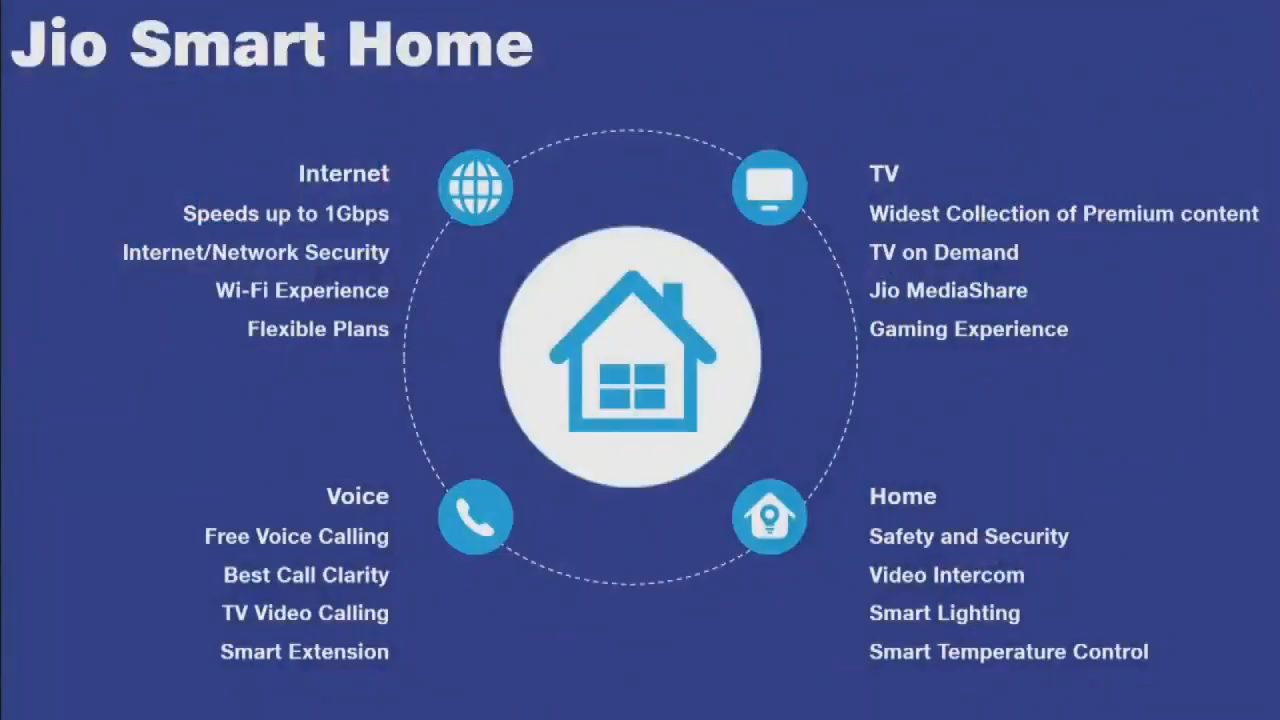 Jio Smart Home
Internet
Speeds up to 1Gbps
Internet/Network Security
Wi-Fi Experience
Flexible Plans
TV
Widest Collection of Premium content
TV on Demand
Jio MediaShare
Gaming Experience
Voice
Free Voice Calling
Best Call Clarity
TV Video Calling
Smart Extension
Home
Safety and Security
Video Intercom
Smart Lighting
Smart Temperature Control